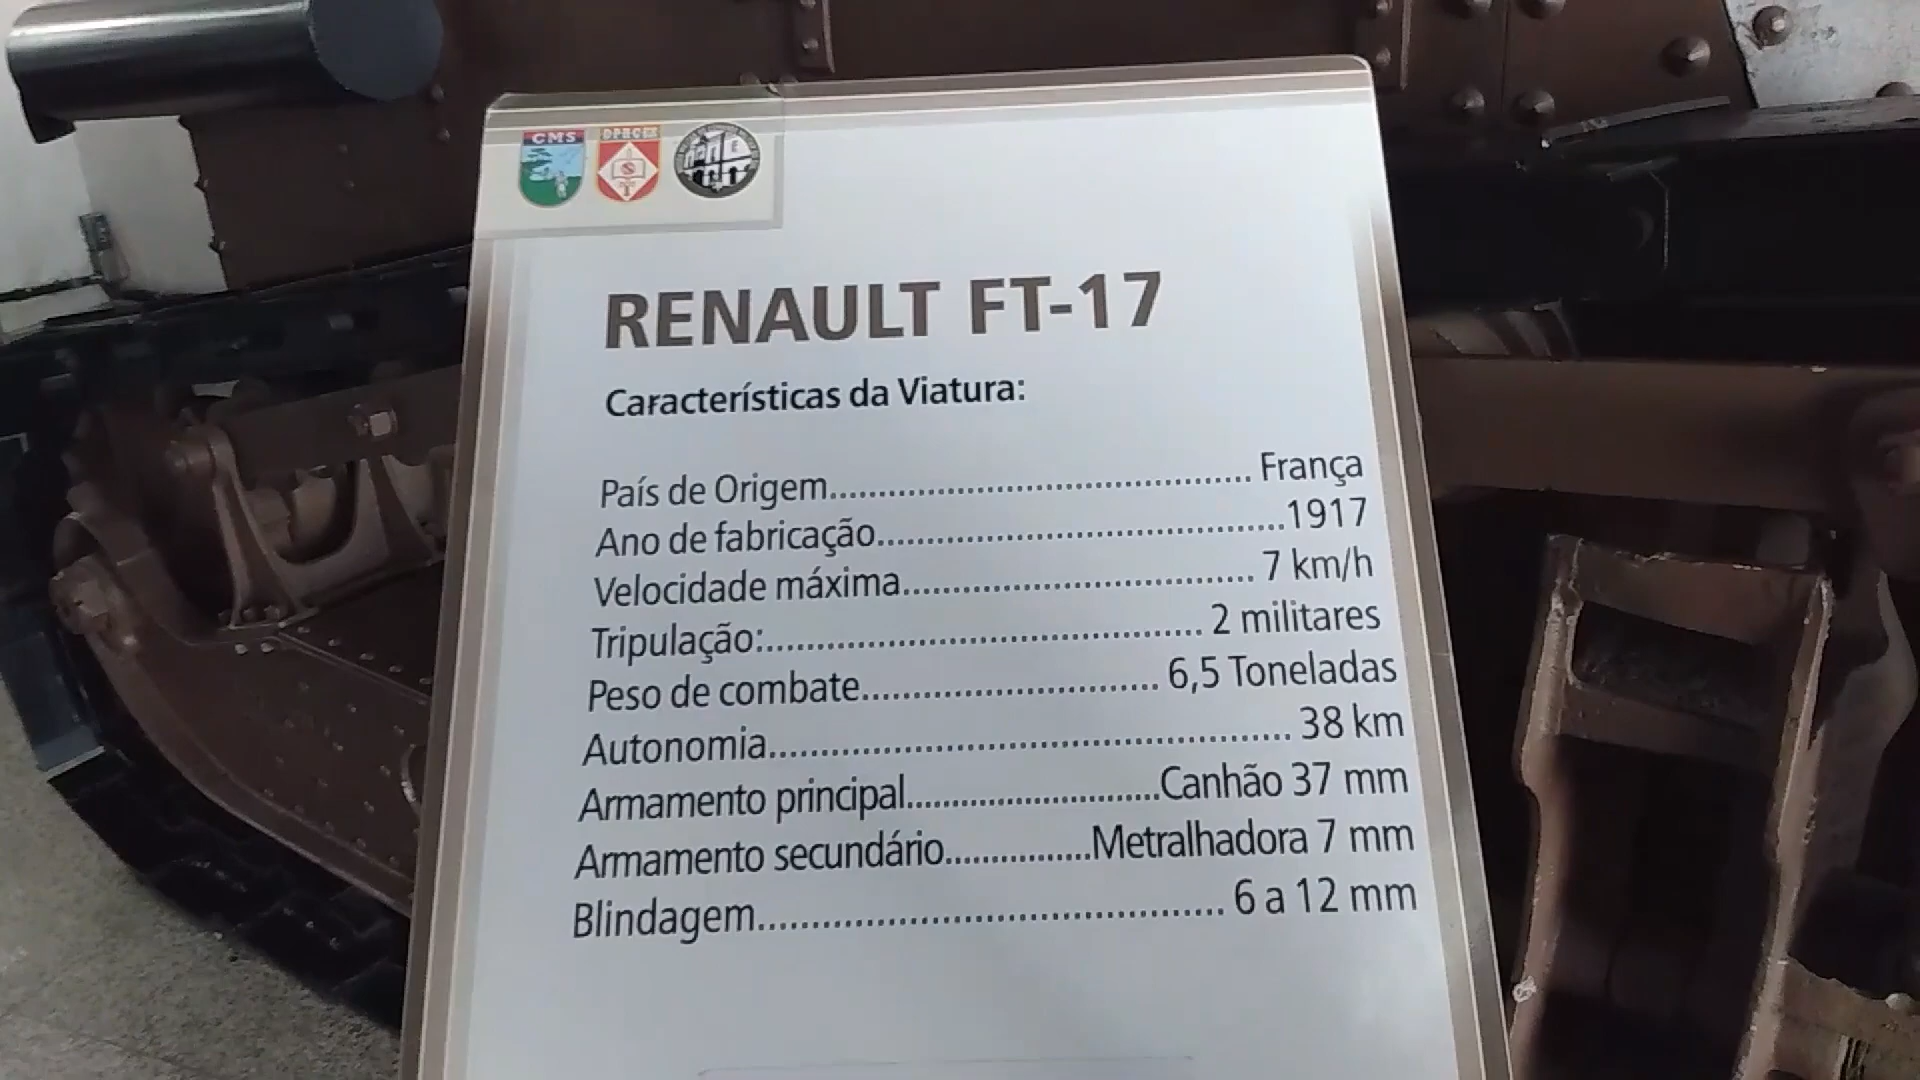 CMS DPHCEX
RENAULT FT-17
Características da Viatura:
País de Origem.......................................................... França
Ano de fabricação.........................................................1917
Velocidade máxima................................................ 7 km/h
Tripulação:............................................................. 2 militares
Peso de combate......................................... 6,5 Toneladas
Autonomia........................................................................ 38 km
Armamento principal..................................Canhão 37 mm
Armamento secundário...................Metralhadora 7 mm
Blindagem................................................................ 6 a 12 mm